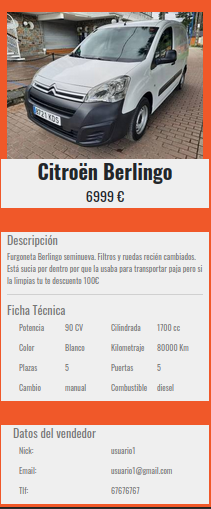 Citroën Berlingo
6999 €
Descripción
Furgoneta Berlingo seminueva. Filtros y ruedas recién cambiados.
Está sucia por dentro por que la usaba para transportar paja pero si
la limpias tu te descuento 100€
Ficha Técnica
Potencia 90 CV Cilindrada 1700 cc
Color Blanco Kilometraje 80000 Km
Plazas 5 Puertas 5
Cambio manual Combustible diesel
Datos del vendedor
Nick: usuario1
Email: usuario1@gmail.com
Tlf: 67676767